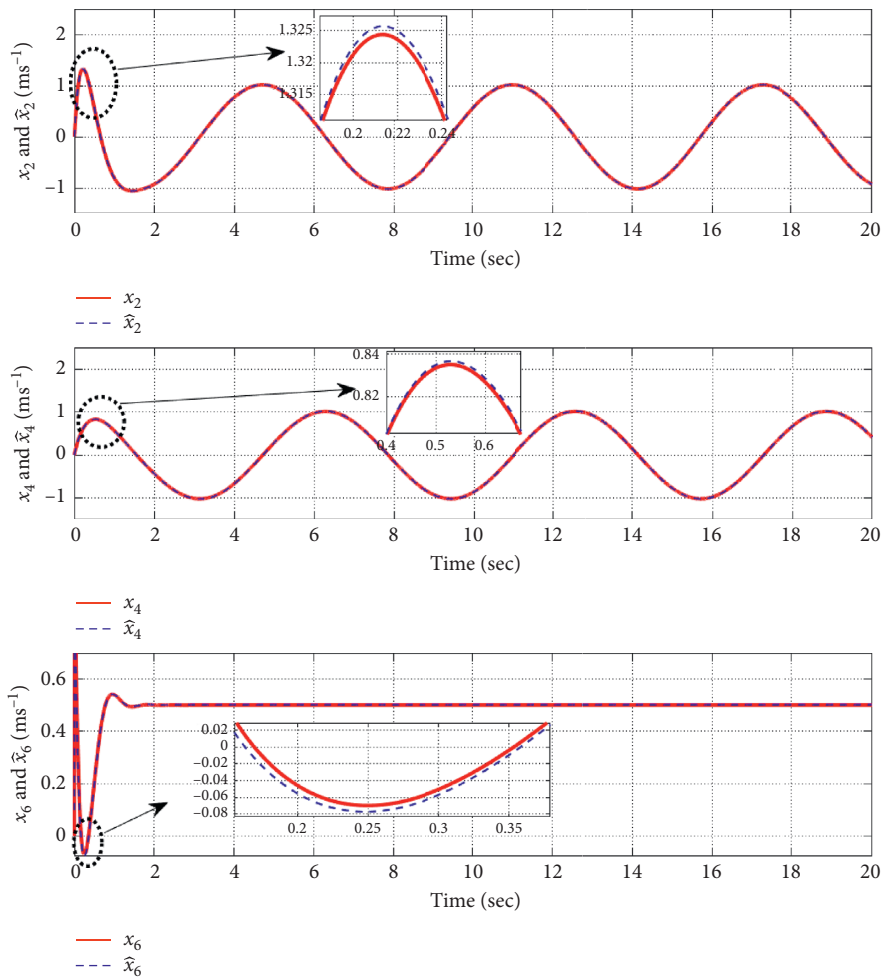 2
1
0
−1
x₂ and x̂₂ (ms⁻¹)
1.325
1.32
1.315
0.2 0.22 0.24
0 2 4 6 8 10 12 14 16 18 20
Time (sec)
x₂
x̂₂
2
1
0
−1
x₄ and x̂₄ (ms⁻¹)
0.84
0.82
0.4 0.5 0.6
0 2 4 6 8 10 12 14 16 18 20
Time (sec)
x₄
x̂₄
0.6
0.4
0.2
0
x₆ and x̂₆ (ms⁻¹)
0.02
0
−0.02
−0.04
−0.06
−0.08
0.2 0.25 0.3 0.35
0 2 4 6 8 10 12 14 16 18 20
Time (sec)
x₆
x̂₆